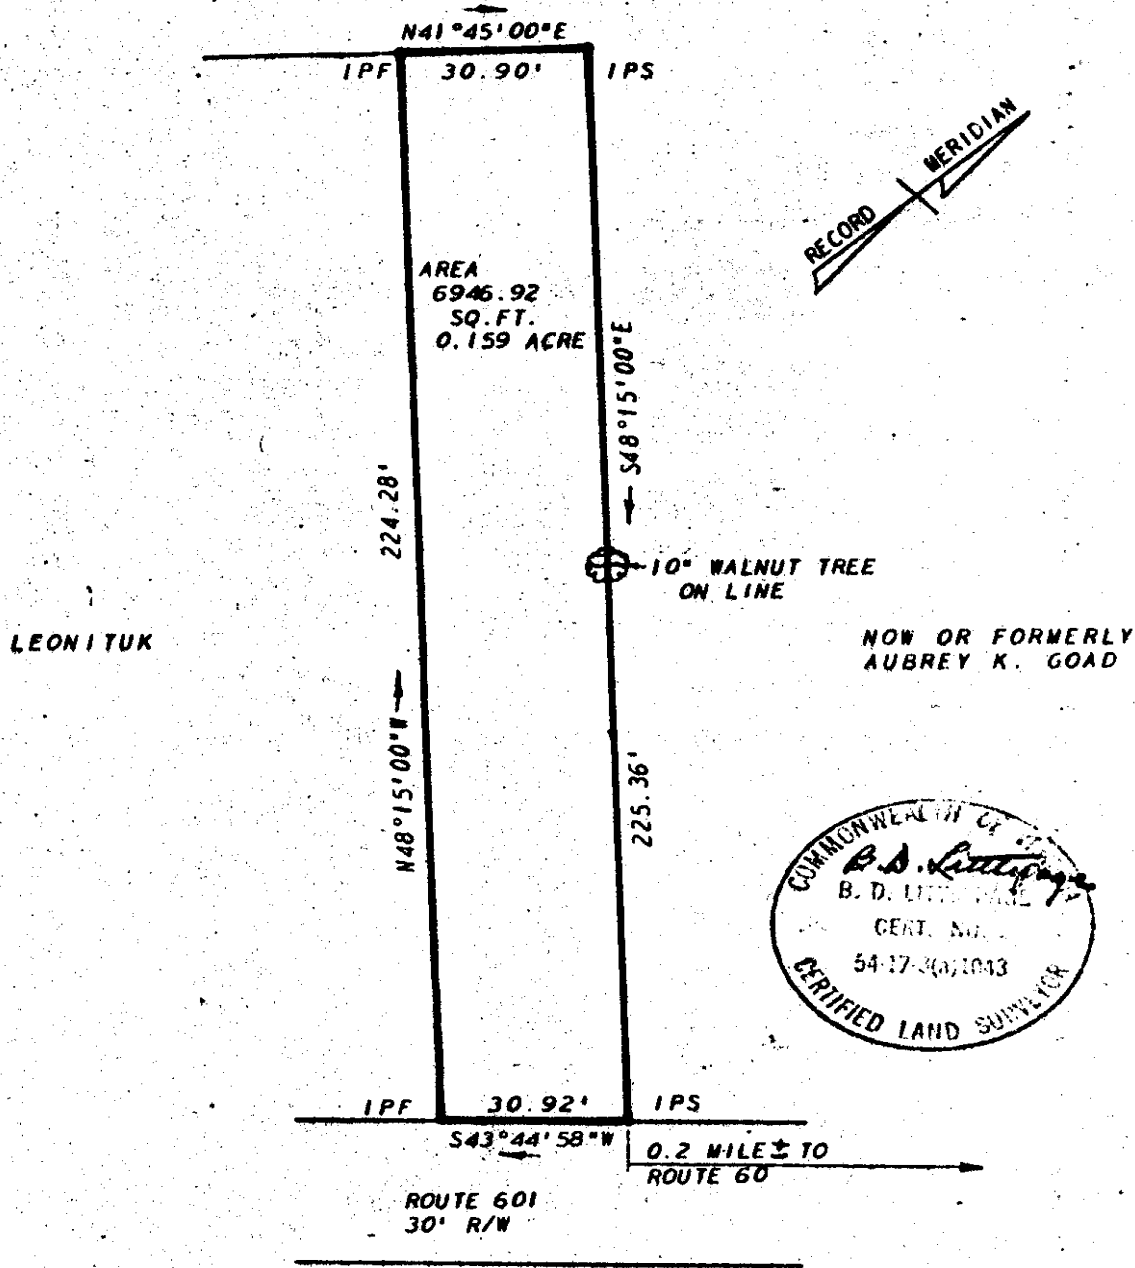 N41°45'00"E
IPF 30.90' IPS
RECORD MERIDIAN
AREA
6946.92
SQ.FT.
0.159 ACRE
S48°15'00"E
224.28'
10" WALNUT TREE
ON LINE
LEONITUK
NOW OR FORMERLY
AUBREY K. GOAD
N48°15'00"W
225.36'
COMMONWEALTH OF
B.D. Littlepage
B. D.
CERT. NO.
54-17-3(a)1043
CERTIFIED LAND SURVEYOR
IPF 30.92' IPS
S43°44'58"W
0.2 MILE± TO
ROUTE 60
ROUTE 601
30' R/W